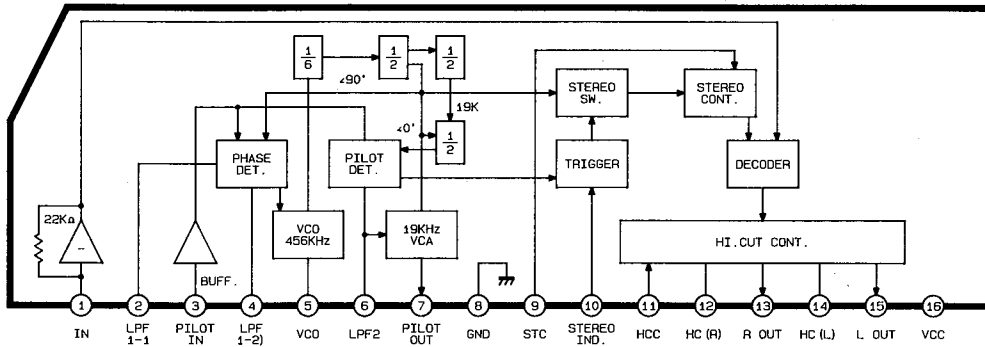 1
6
1
2
1
2
∠90°
19K
∠0°
1
2
STEREO
SW.
STEREO
CONT.
PHASE
DET.
PILOT
DET.
TRIGGER
DECODER
22KΩ
−
VCO
456KHz
19KHz
VCA
HI.CUT CONT.
BUFF.
1 2 3 4 5 6 7 8 9 10 11 12 13 14 15 16
IN
LPF
1-1
PILOT
IN
LPF
1-2)
VCO
LPF2
PILOT
OUT
GND
STC
STEREO
IND.
HCC
HC(R)
R OUT
HC(L)
L OUT
VCC